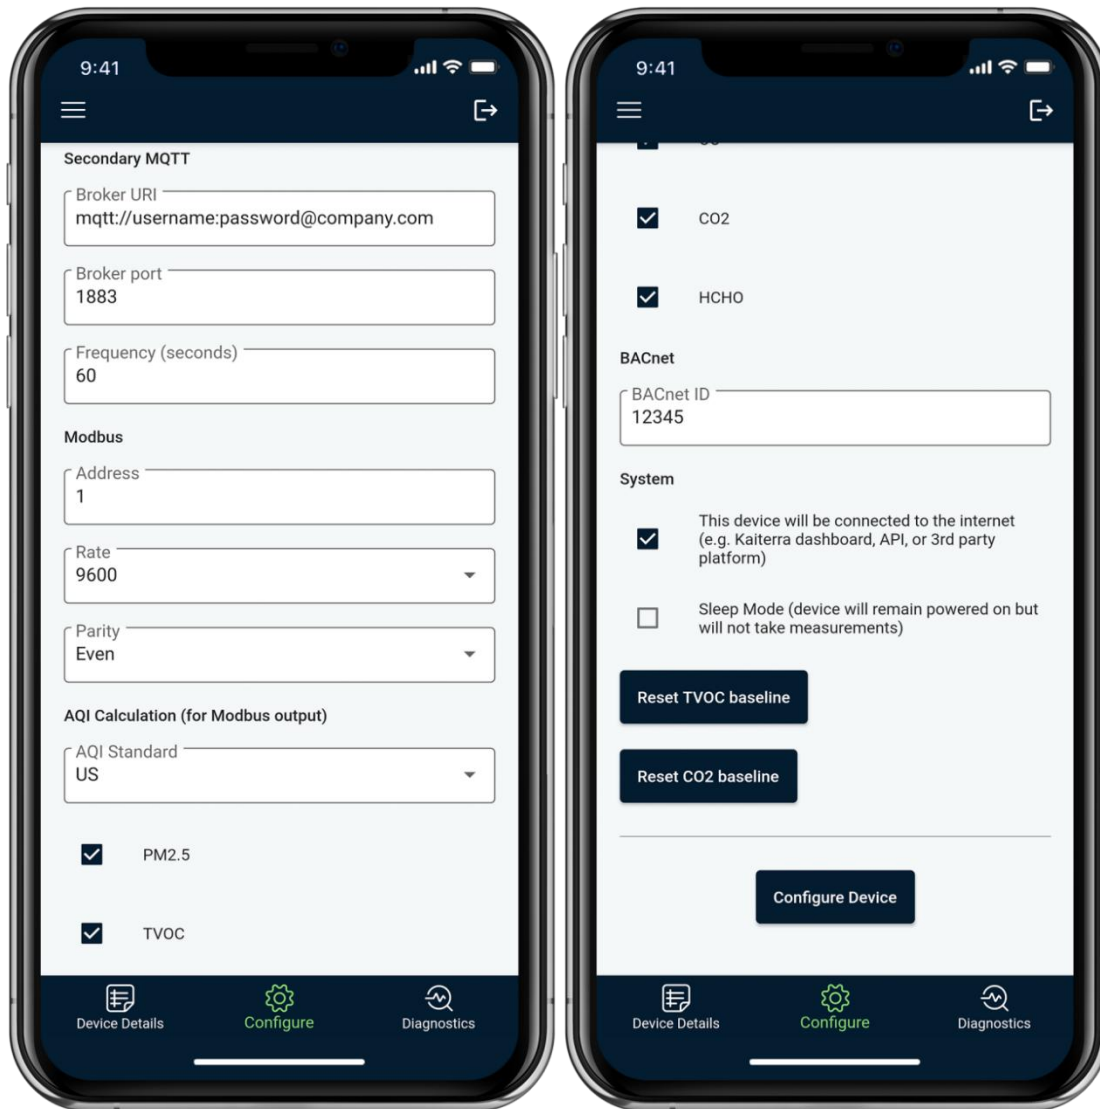 9:41
Secondary MQTT
Broker URI
mqtt://username:password@company.com
Broker port
1883
Frequency (seconds)
60
Modbus
Address
1
Rate
9600
Parity
Even
AQI Calculation (for Modbus output)
AQI Standard
US
PM2.5
TVOC
Device Details
Configure
Diagnostics
9:41
CO2
HCHO
BACnet
BACnet ID
12345
System
This device will be connected to the internet
(e.g. Kaiterra dashboard, API, or 3rd party
platform)
Sleep Mode (device will remain powered on but
will not take measurements)
Reset TVOC baseline
Reset CO2 baseline
Configure Device
Device Details
Configure
Diagnostics